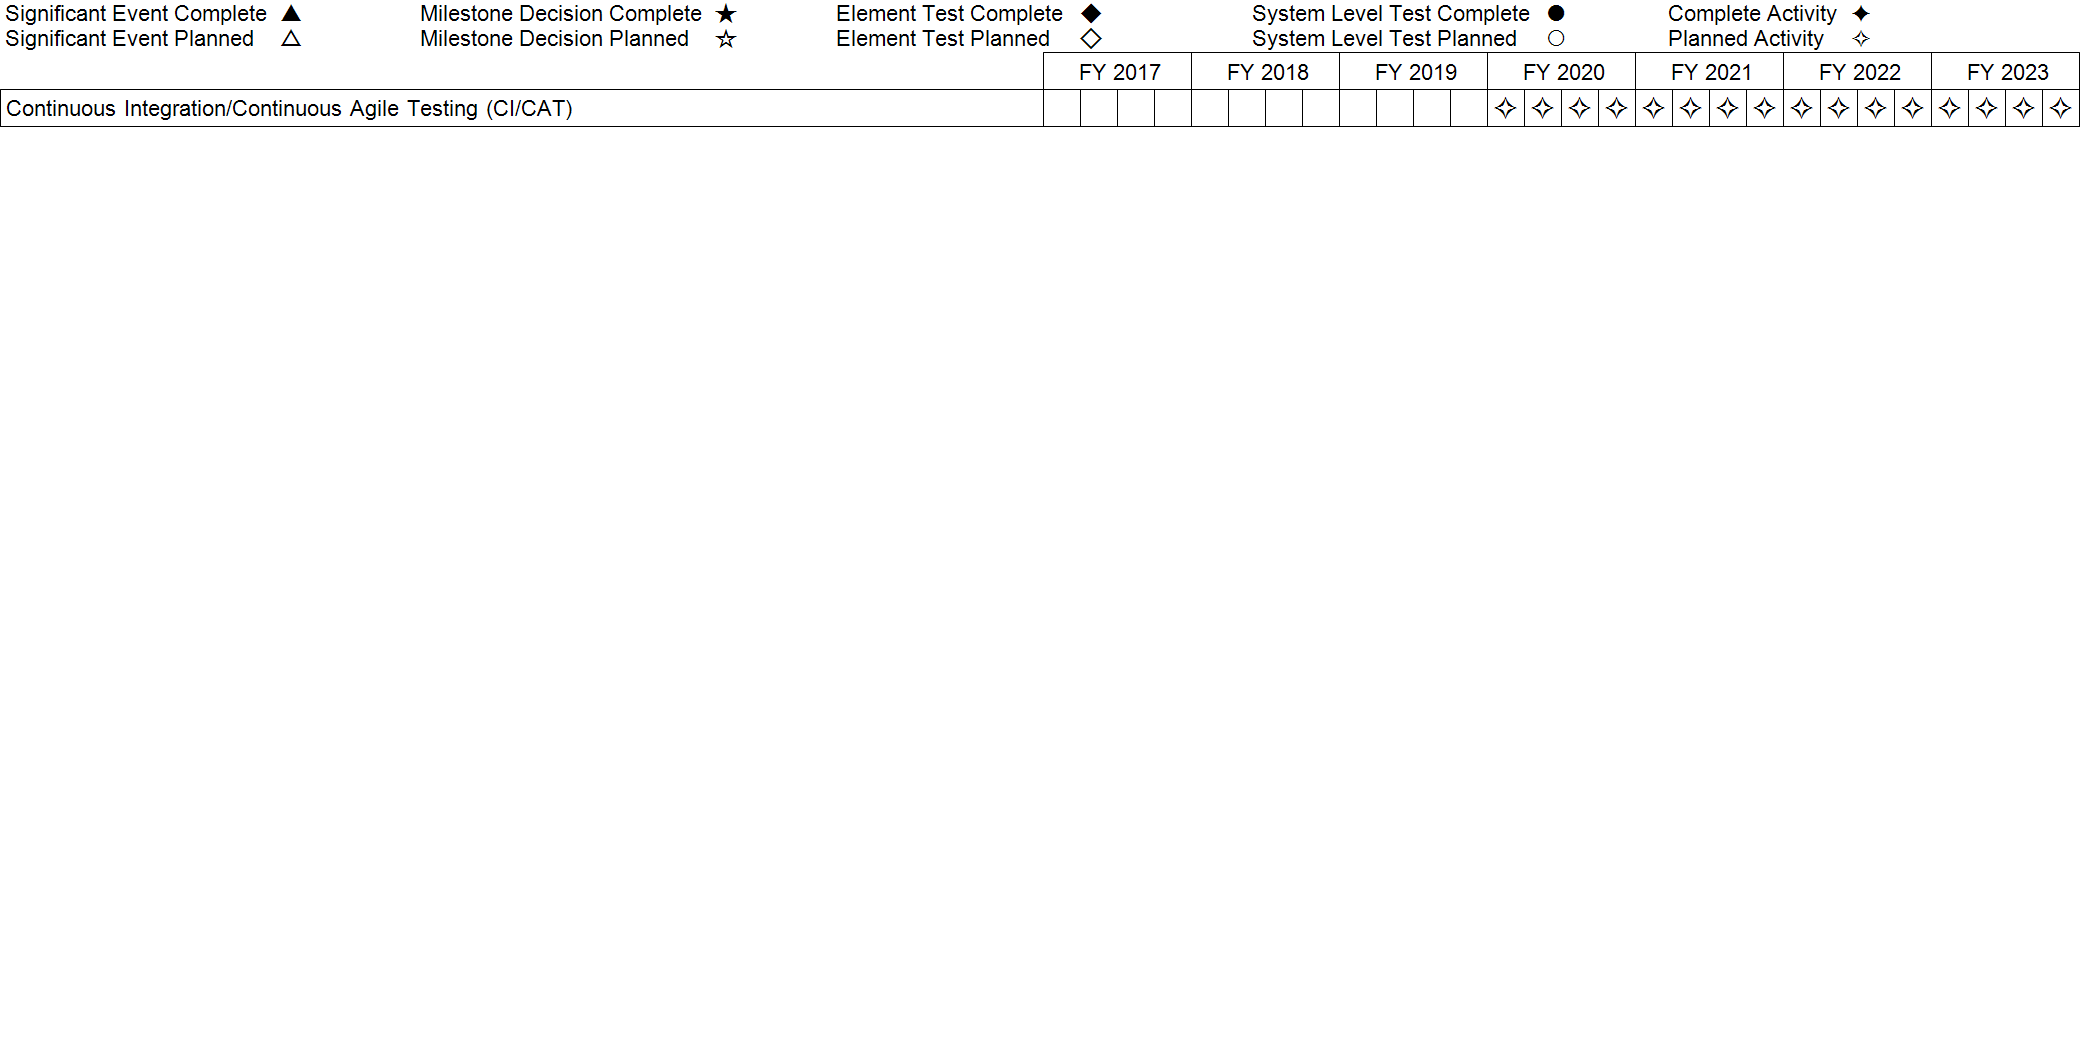 Significant Event Complete ▲ Milestone Decision Complete ★ Element Test Complete ◆ System Level Test Complete ● Complete Activity ✦
Significant Event Planned △ Milestone Decision Planned ☆ Element Test Planned ◇ System Level Test Planned ○ Planned Activity ✧
FY 2017 FY 2018 FY 2019 FY 2020 FY 2021 FY 2022 FY 2023
Continuous Integration/Continuous Agile Testing (CI/CAT) ✧ ✧ ✧ ✧ ✧ ✧ ✧ ✧ ✧ ✧ ✧ ✧ ✧ ✧ ✧ ✧